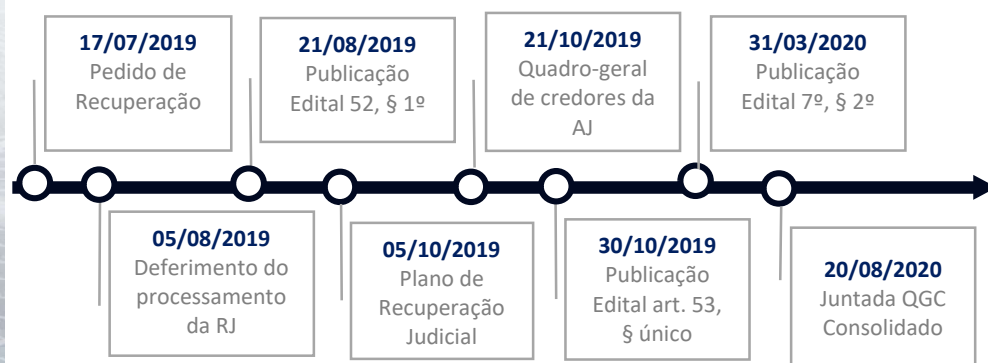 17/07/2019
Pedido de
Recuperação
21/08/2019
Publicação
Edital 52, § 1º
21/10/2019
Quadro-geral
de credores da
AJ
31/03/2020
Publicação
Edital 7º, § 2º
05/08/2019
Deferimento do
processamento
da RJ
05/10/2019
Plano de
Recuperação
Judicial
30/10/2019
Publicação
Edital art. 53,
§ único
20/08/2020
Juntada QGC
Consolidado